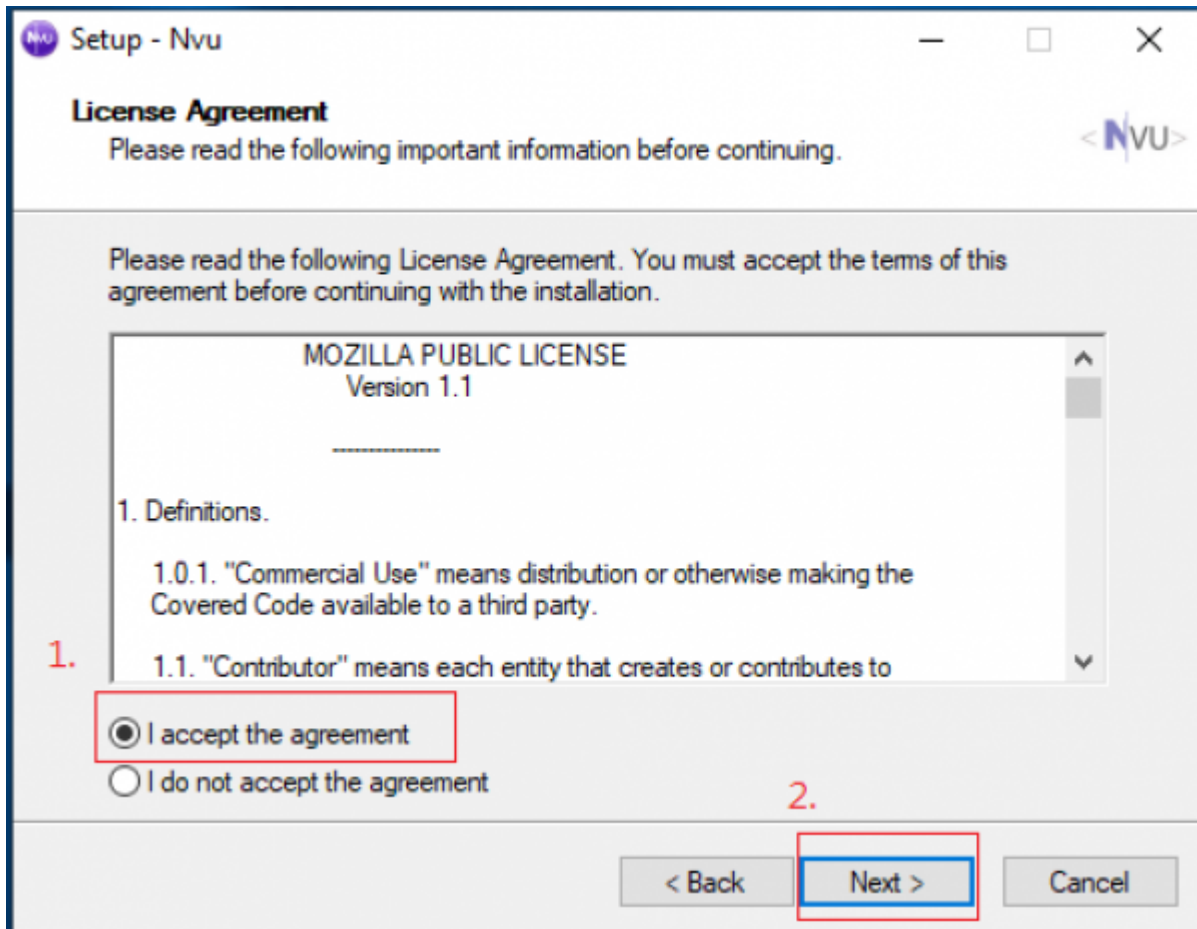 Nvu Setup - Nvu
License Agreement
Please read the following important information before continuing.
<NVU>
Please read the following License Agreement. You must accept the terms of this
agreement before continuing with the installation.
MOZILLA PUBLIC LICENSE
Version 1.1
---------------
1. Definitions.
1.0.1. "Commercial Use" means distribution or otherwise making the
Covered Code available to a third party.
1.1. "Contributor" means each entity that creates or contributes to
1.
I accept the agreement
I do not accept the agreement
2.
< Back Next > Cancel